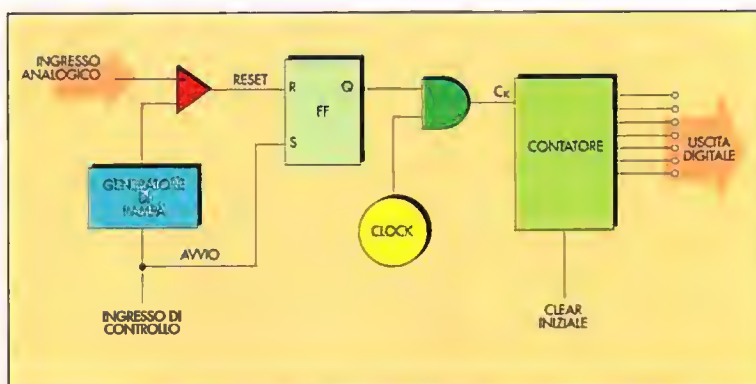 INGRESSO
ANALOGICO
RESET
R
Q
FF
S
GENERATORE
DI
RAMPA
AVVIO
INGRESSO DI
CONTROLLO
CLOCK
CK
CONTATORE
USCITA
DIGITALE
CLEAR
INIZIALE